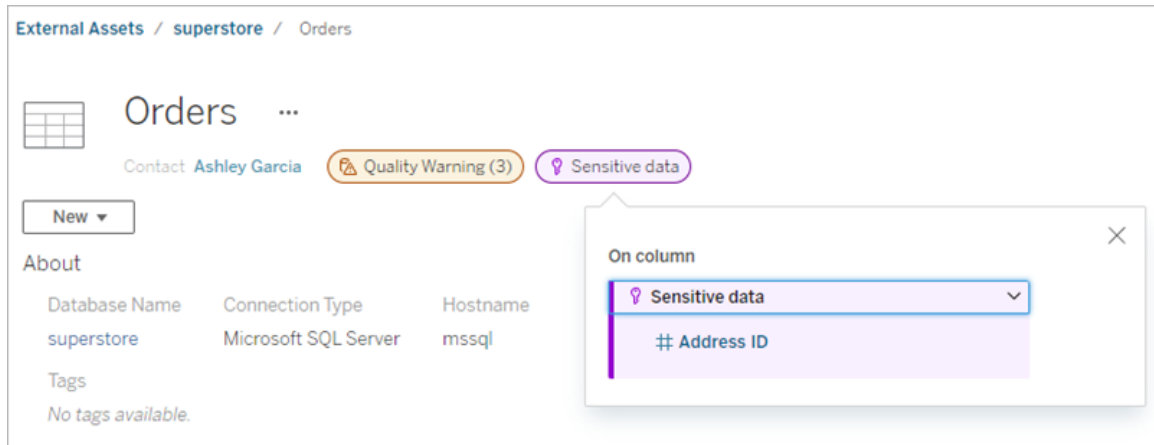 External Assets / superstore / Orders
Orders ...
Contact Ashley Garcia Quality Warning (3) Sensitive data
New
About
On column
Database Name Connection Type Hostname
Sensitive data
superstore Microsoft SQL Server mssql
# Address ID
Tags
No tags available.